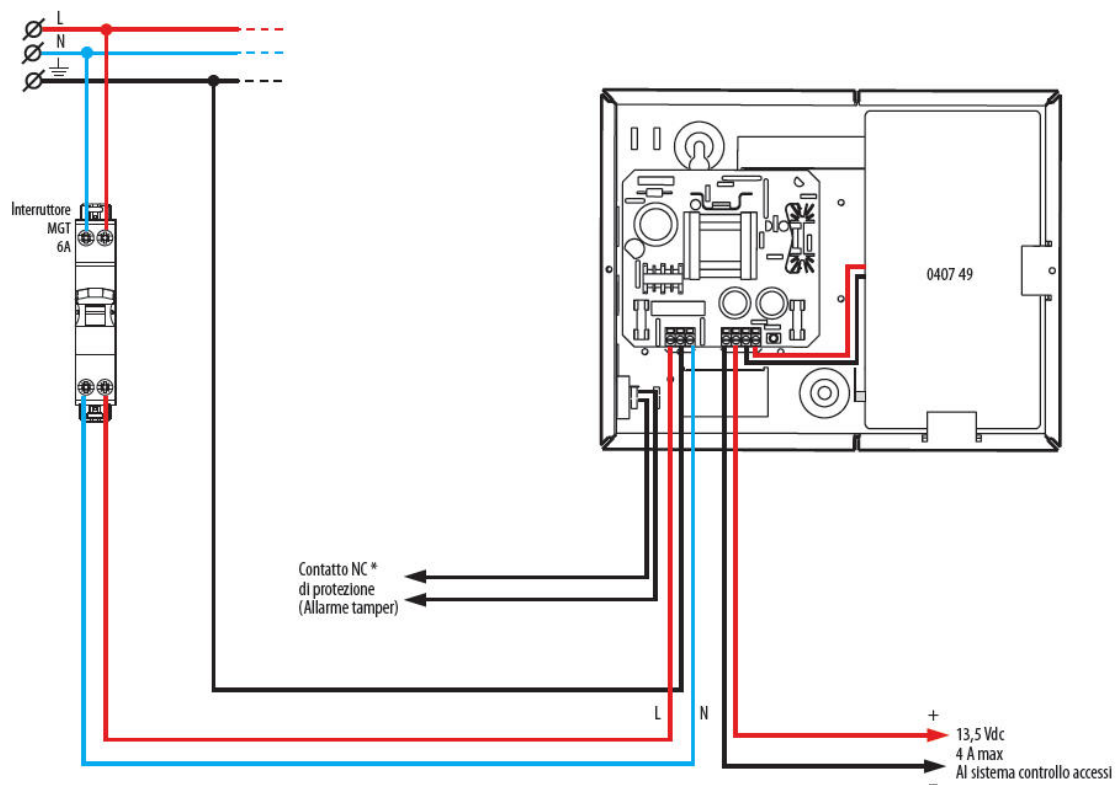 L
N
Interruttore
MGT
6A
0407 49
Contatto NC *
di protezione
(Allarme tamper)
L N
+
13,5 Vdc
4 A max
Al sistema controllo accessi
–